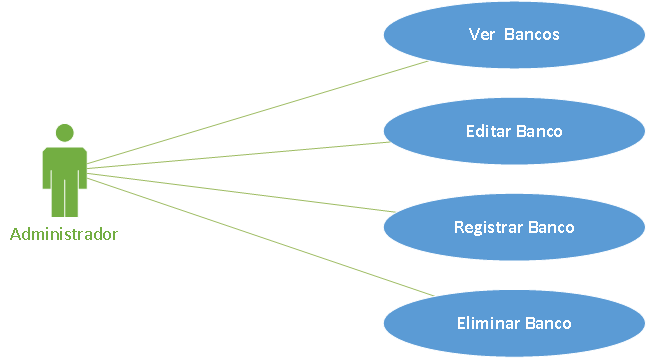 Ver Bancos
Editar Banco
Registrar Banco
Administrador
Eliminar Banco